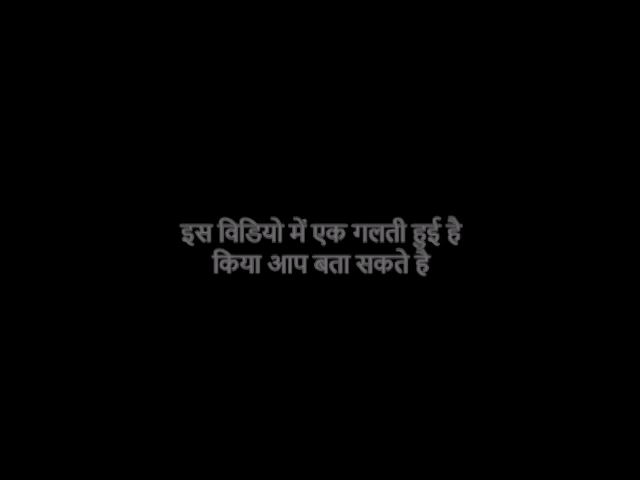 इस विडियो में एक गलती हुई है
किया आप बता सकते है